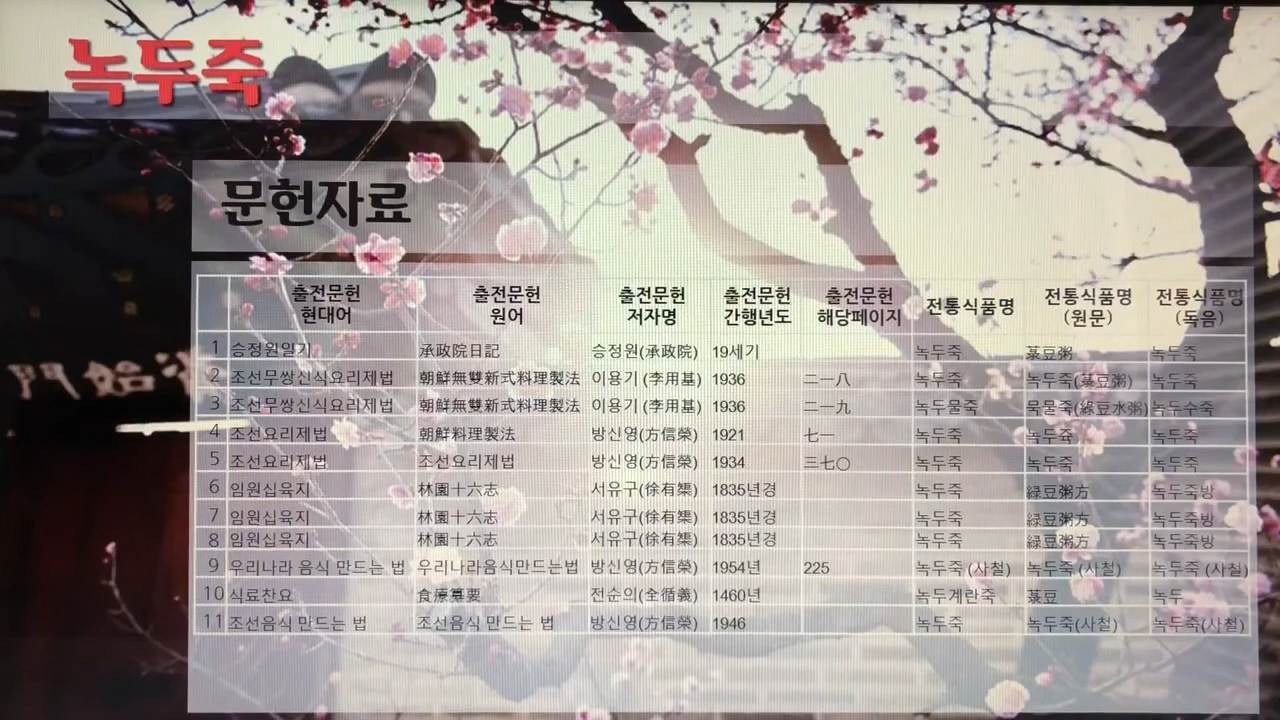 녹두죽
문헌자료
출전문헌 현대어 출전문헌 원어 출전문헌 저자명 출전문헌 간행년도 출전문헌 해당페이지 전통식품명 전통식품명 (원문) 전통식품명 (독음)
1 승정원일기 承政院日記 승정원(承政院) 19세기 녹두죽 菉豆粥 녹두죽
2 조선무쌍신식요리제법 朝鮮無雙新式料理製法 이용기 (李用基) 1936 二一八 녹두죽 녹두죽(菉豆粥) 녹두죽
3 조선무쌍신식요리제법 朝鮮無雙新式料理製法 이용기 (李用基) 1936 二一九 녹두물죽 묵물죽(綠豆水粥) 녹두수죽
4 조선요리제법 朝鮮料理製法 방신영(方信榮) 1921 七一 녹두죽 녹두쥭 녹두죽
5 조선요리제법 조선요리제법 방신영(方信榮) 1934 三七〇 녹두죽 녹두죽 녹두죽
6 임원십육지 林園十六志 서유구(徐有榘) 1835년경 녹두죽 緑豆粥方 녹두죽방
7 임원십육지 林園十六志 서유구(徐有榘) 1835년경 녹두죽 緑豆粥方 녹두죽방
8 임원십육지 林園十六志 서유구(徐有榘) 1835년경 녹두죽 緑豆粥方 녹두죽방
9 우리나라 음식 만드는 법 우리나라음식만드는법 방신영(方信榮) 1954년 225 녹두죽 (사철) 녹두죽 (사철) 녹두죽 (사철)
10 식료찬요 食療簒要 전순의(全循義) 1460년 녹두계란죽 菉豆 녹두
11 조선음식 만드는 법 조선음식 만드는 법 방신영(方信榮) 1946 녹두죽 녹두죽(사철) 녹두죽(사철)